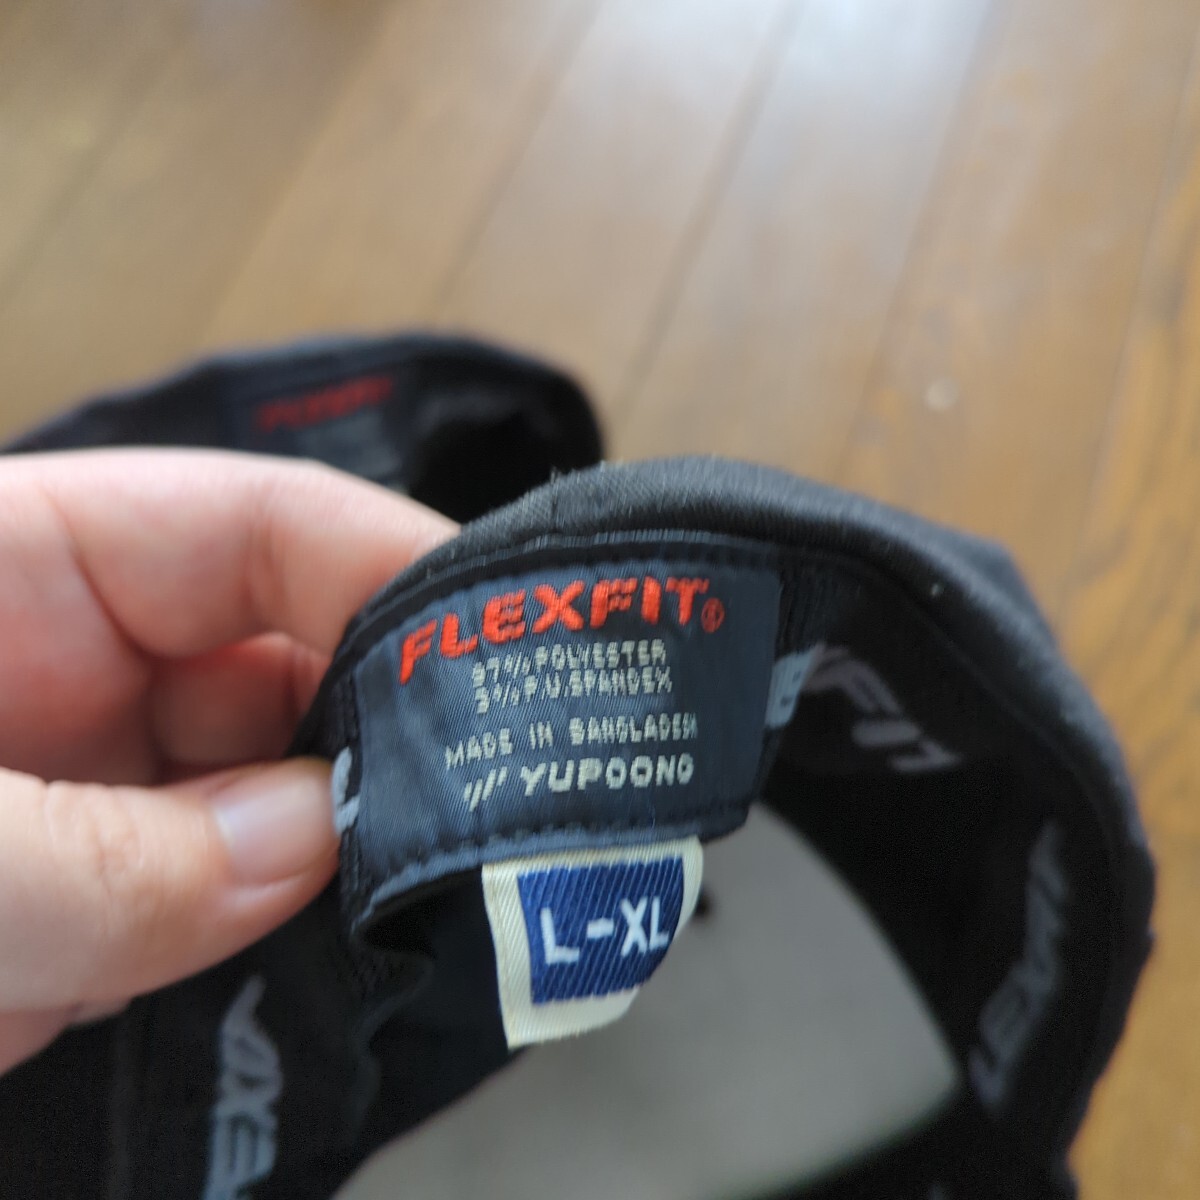 FLEXFIT®
97% POLYESTER
3% P.U. SPANDEX
MADE IN BANGLADESH
YUPOONG
L-XL